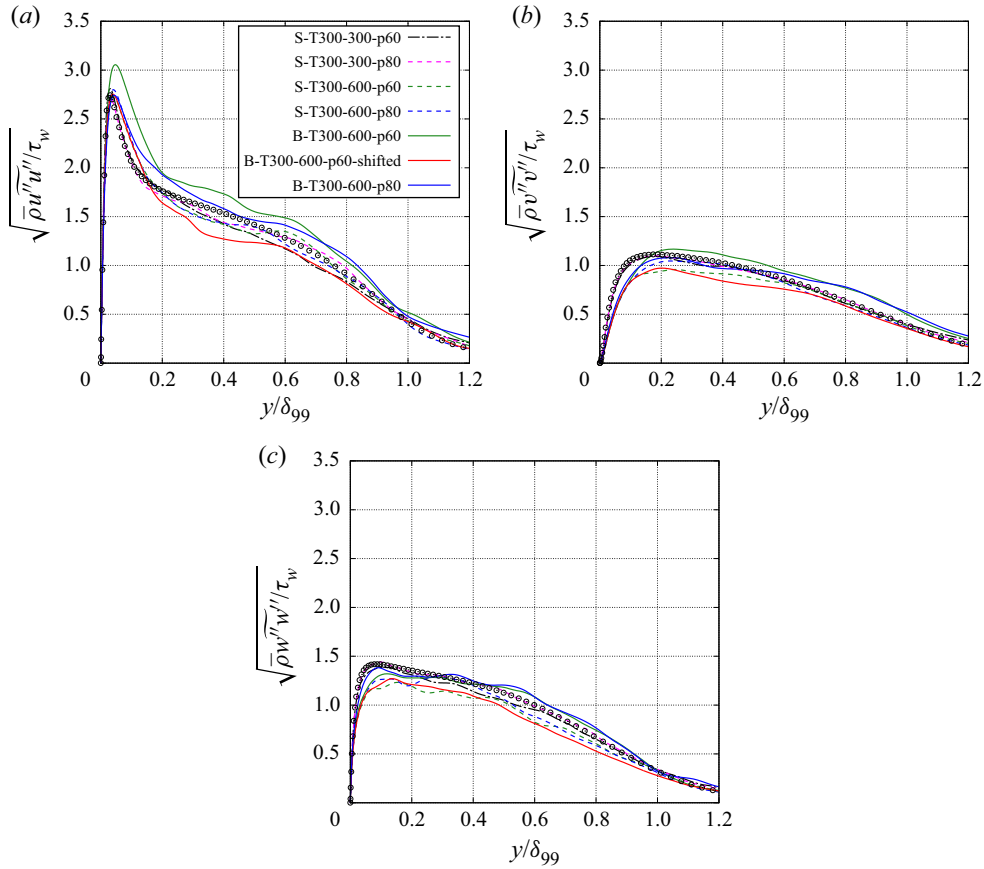 (a)
3.5
3.0
2.5
2.0
1.5
1.0
0.5
0
0.2
0.4
0.6
0.8
1.0
1.2
√ρ̄u″u″/τw
y/δ99
S-T300-300-p60
S-T300-300-p80
S-T300-600-p60
S-T300-600-p80
B-T300-600-p60
B-T300-600-p60-shifted
B-T300-600-p80
(b)
3.5
3.0
2.5
2.0
1.5
1.0
0.5
0
0.2
0.4
0.6
0.8
1.0
1.2
√ρ̄v″v″/τw
y/δ99
(c)
3.5
3.0
2.5
2.0
1.5
1.0
0.5
0
0.2
0.4
0.6
0.8
1.0
1.2
√ρ̄w″w″/τw
y/δ99